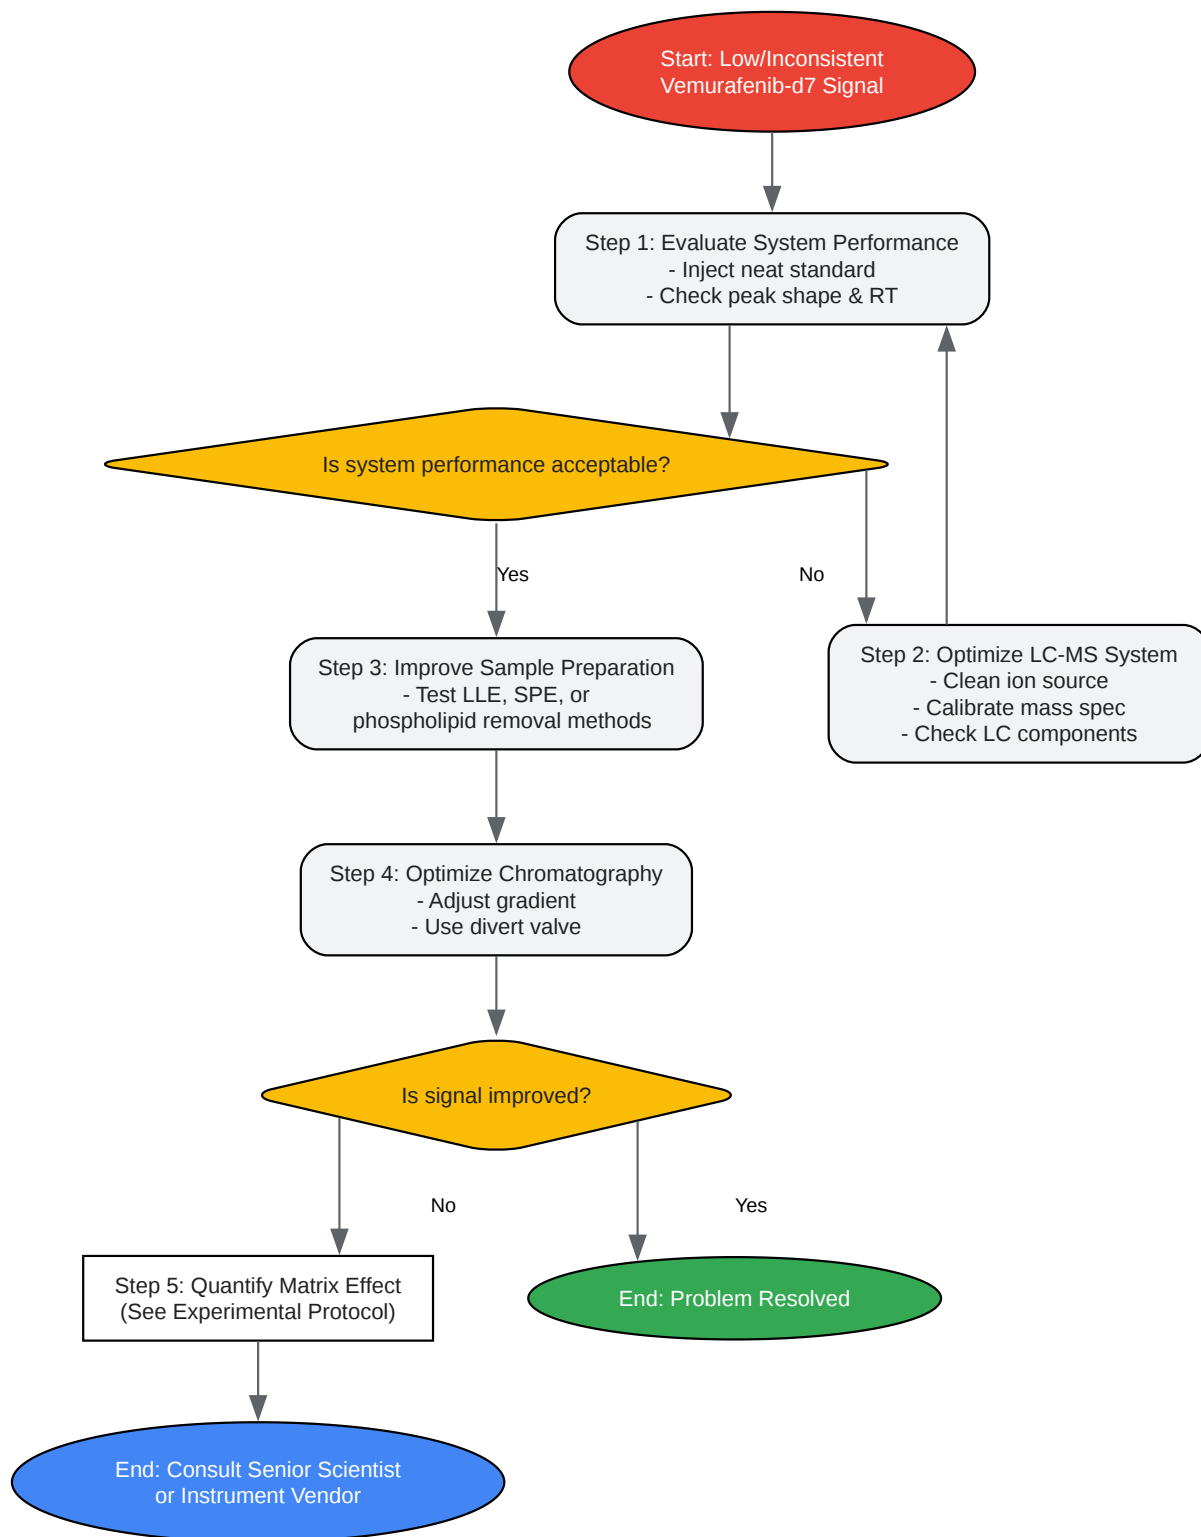 Start: Low/Inconsistent
Vemurafenib-d7 Signal
Step 1: Evaluate System Performance
- Inject neat standard
- Check peak shape & RT
Is system performance acceptable?
Yes
No
Step 3: Improve Sample Preparation
- Test LLE, SPE, or
phospholipid removal methods
Step 2: Optimize LC-MS System
- Clean ion source
- Calibrate mass spec
- Check LC components
Step 4: Optimize Chromatography
- Adjust gradient
- Use divert valve
Is signal improved?
No
Yes
Step 5: Quantify Matrix Effect
(See Experimental Protocol)
End: Problem Resolved
End: Consult Senior Scientist
or Instrument Vendor